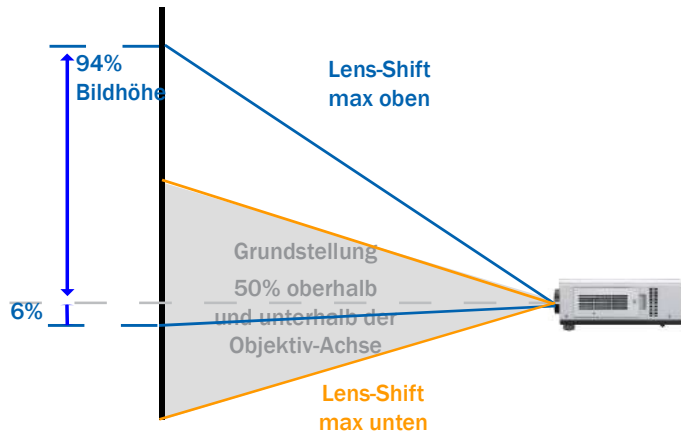 94%
Bildhöhe
Lens-Shift
max oben
Grundstellung
50% oberhalb
und unterhalb der
Objektiv-Achse
6%
Lens-Shift
max unten